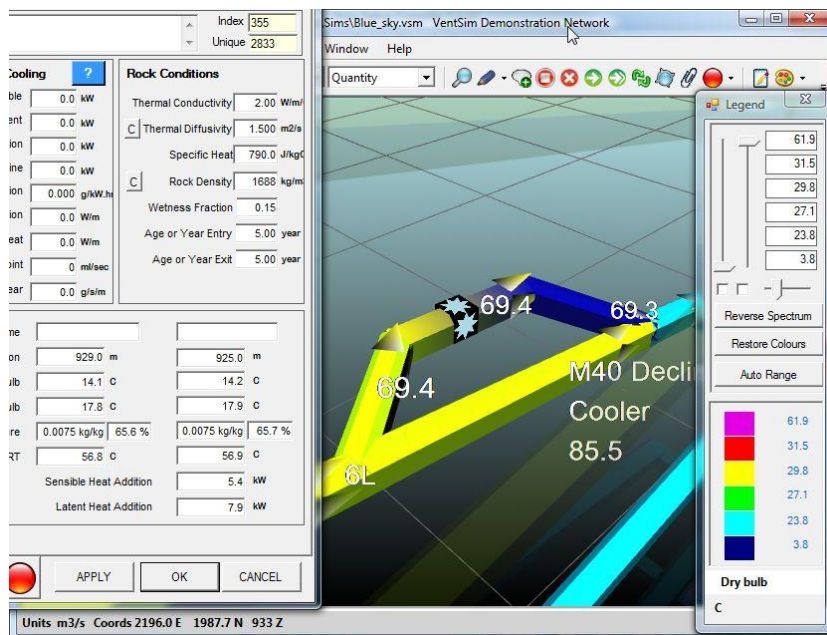 Index 355
Unique 2833
Sims\Blue_sky.vsm VentSim Demonstration Network
Window Help
Quantity
Cooling ?
ble 0.0 kW
ent 0.0 kW
ion 0.0 kW
ine 0.0 kW
ion 0.000 g/kW.hr
ion 0.0 W/m
eat 0.0 W/m
oint 0 ml/sec
ear 0.0 g/s/m
Rock Conditions
Thermal Conductivity 2.00 W/m/
C Thermal Diffusivity 1.500 m2/s
Specific Heat 790.0 J/kgC
C Rock Density 1688 kg/m
Wetness Fraction 0.15
Age or Year Entry 5.00 year
Age or Year Exit 5.00 year
me
on 929.0 m 925.0 m
ulb 14.1 C 14.2 C
ulb 17.8 C 17.9 C
re 0.0075 kg/kg 65.6 % 0.0075 kg/kg 65.7 %
RT 56.8 C 56.9 C
Sensible Heat Addition 5.4 kW
Latent Heat Addition 7.9 kW
APPLY OK CANCEL
69.4
69.3
69.4
M40 Declin
Cooler
85.5
6L
Legend
61.9
31.5
29.8
27.1
23.8
3.8
Reverse Spectrum
Restore Colours
Auto Range
61.9
31.5
29.8
27.1
23.8
3.8
Dry bulb
C
Units m3/s Coords 2196.0 E 1987.7 N 933 Z